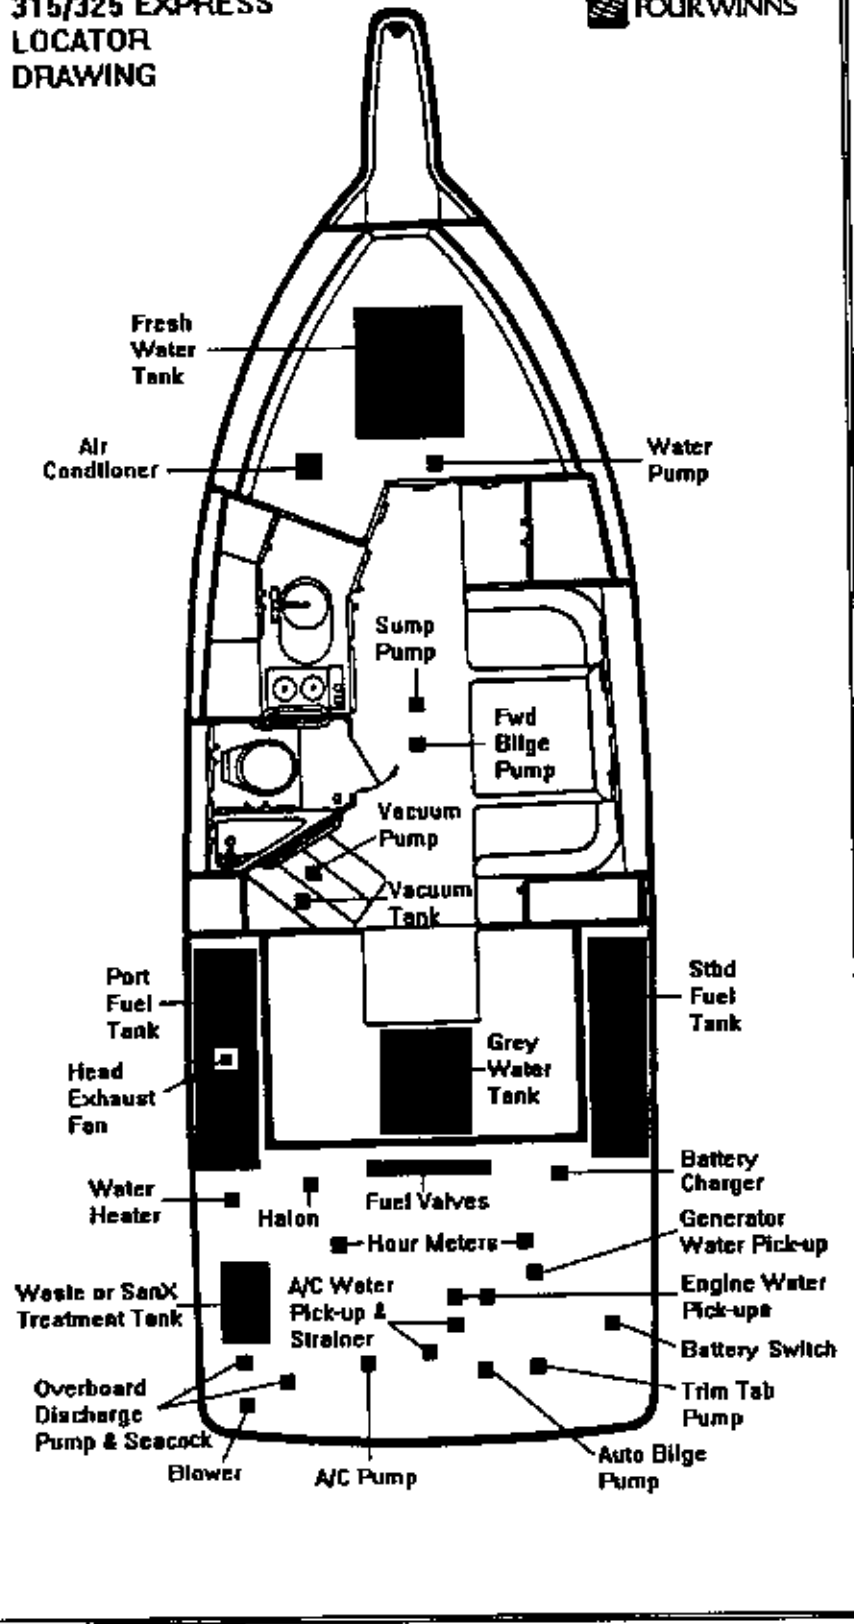 315/325 EXPRESS
LOCATOR
DRAWING
FOUR WINNS
Fresh
Water
Tank
Air
Condtioner
Water
Pump
Sump
Pump
Fwd
Bilge
Pump
Vacuum
Pump
Vacuum
Tank
Port
Fuel
Tank
Stbd
Fuel
Tank
Grey
Water
Tank
Head
Exhaust
Fan
Battery
Charger
Water
Heater
Halon
Fuel Valves
Generator
Water Pick-up
Hour Meters
Waste or SanX
Treatment Tank
A/C Water
Pick-up &
Strainer
Engine Water
Pick-ups
Battery Switch
Overboard
Discharge
Pump & Seacock
Trim Tab
Pump
Blower
A/C Pump
Auto Bilge
Pump